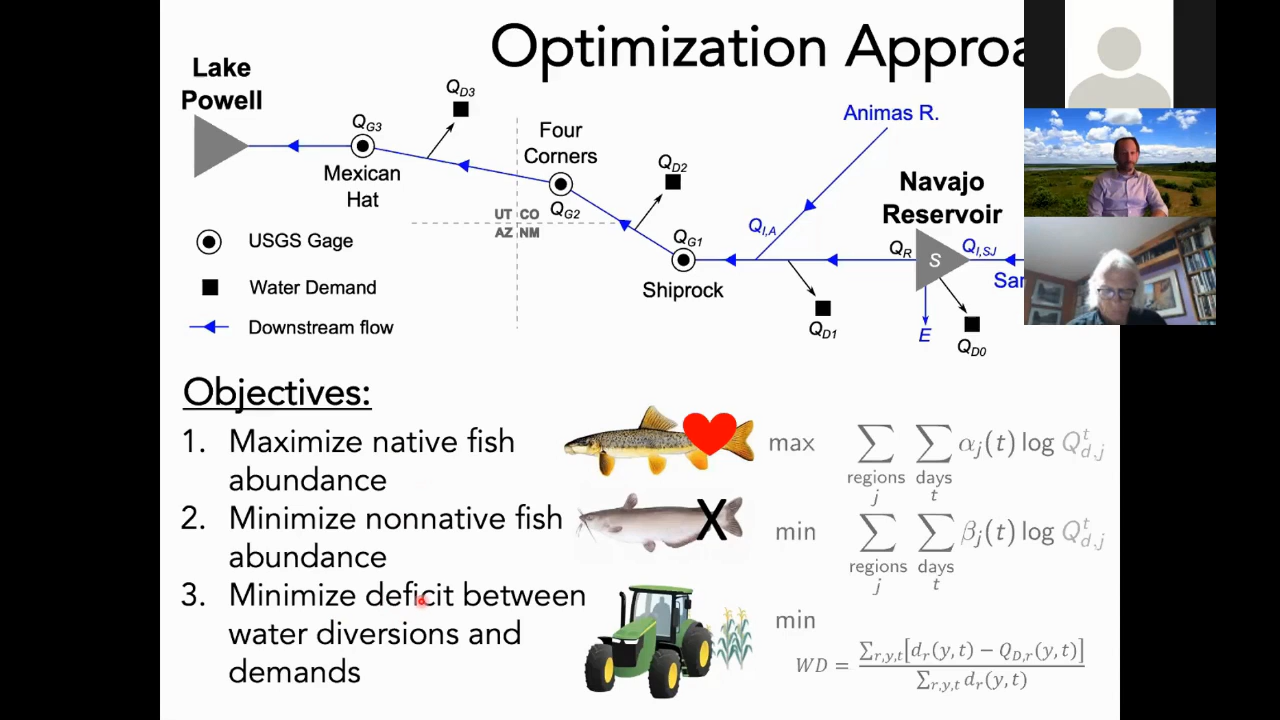 Optimization Approa
Lake
Powell
Q_D3
Q_G3
Mexican
Hat
Four
Corners
Q_G2
UT CO
AZ NM
Q_D2
Q_G1
Shiprock
Animas R.
Q_I,A
Navajo
Reservoir
Q_R
S
Q_I,SJ
San
E
Q_D1
Q_D0
USGS Gage
Water Demand
Downstream flow
Objectives:
1. Maximize native fish
abundance
2. Minimize nonnative fish
abundance
3. Minimize deficit between
water diversions and
demands
X
max ∑ regions j ∑ days t α_j(t) log Q^t_d,j
min ∑ regions j ∑ days t β_j(t) log Q^t_d,j
min
WD = ∑_r,y,t[d_r(y, t) − Q_D,r(y, t)] / ∑_r,y,t d_r(y, t)